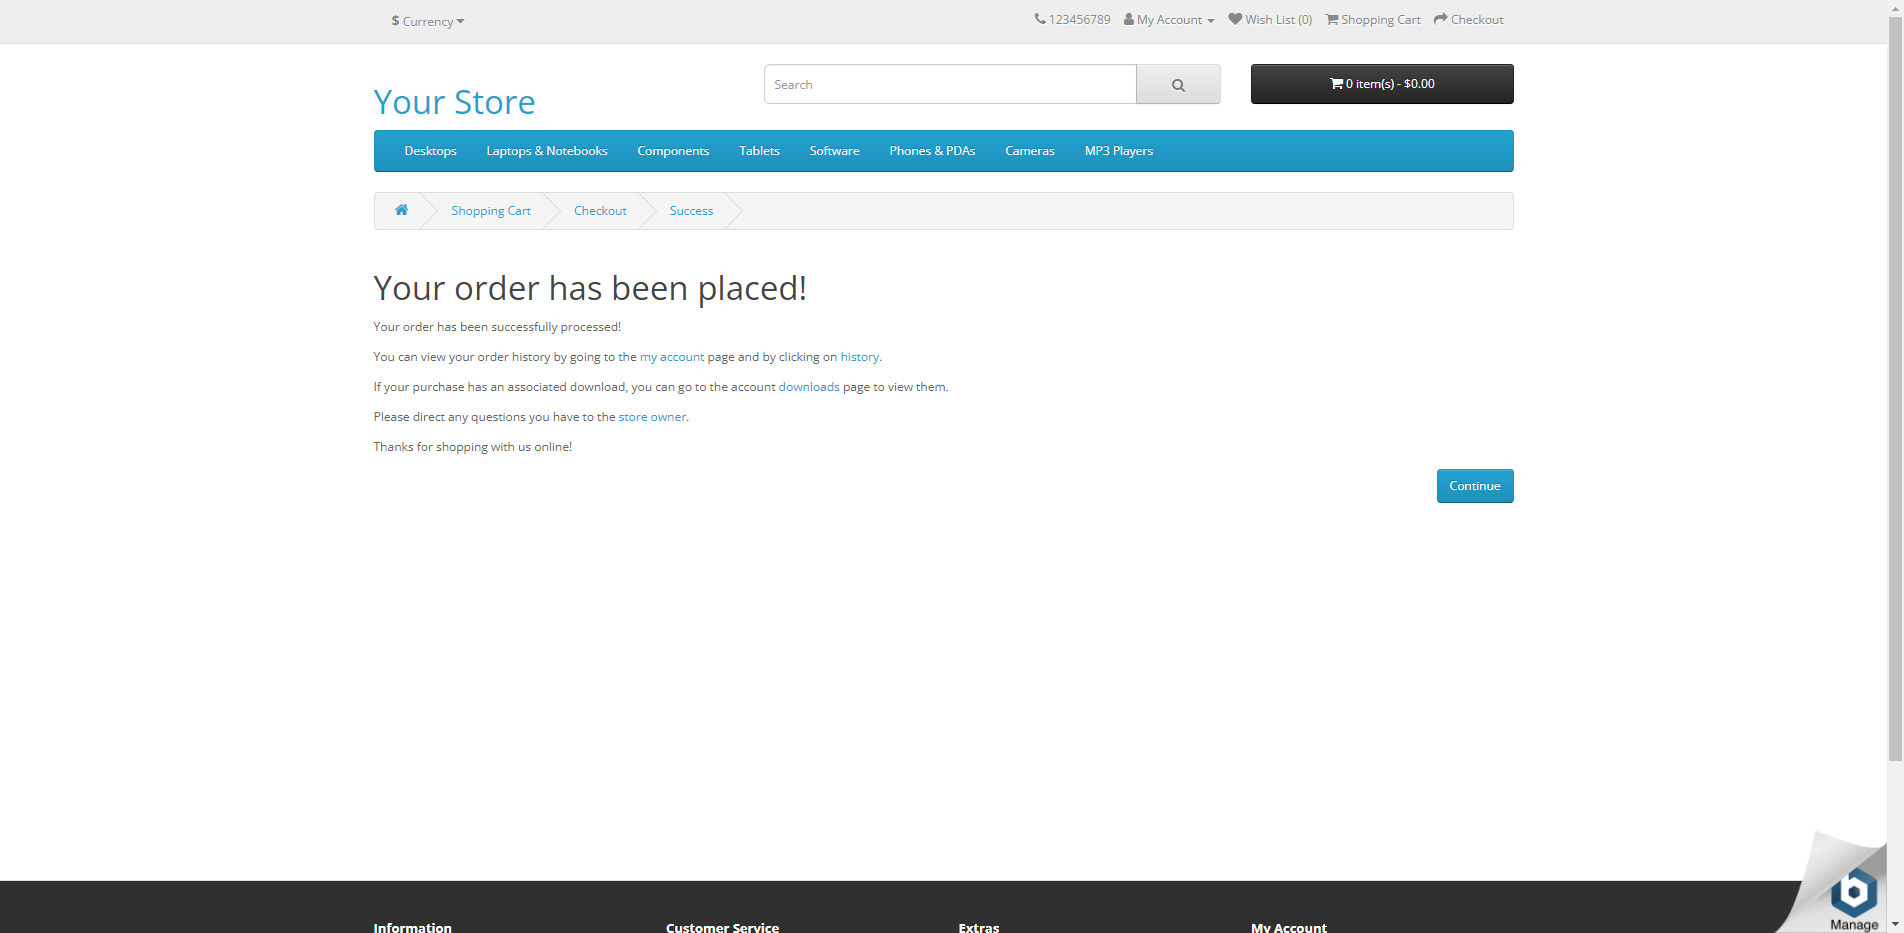 $ Currency
123456789 My Account Wish List (0) Shopping Cart Checkout
Your Store
Search
0 item(s) - $0.00
Desktops Laptops & Notebooks Components Tablets Software Phones & PDAs Cameras MP3 Players
Shopping Cart Checkout Success
Your order has been placed!
Your order has been successfully processed!
You can view your order history by going to the my account page and by clicking on history.
If your purchase has an associated download, you can go to the account downloads page to view them.
Please direct any questions you have to the store owner.
Thanks for shopping with us online!
Continue
Information Customer Service Extras My Account
b
Manage